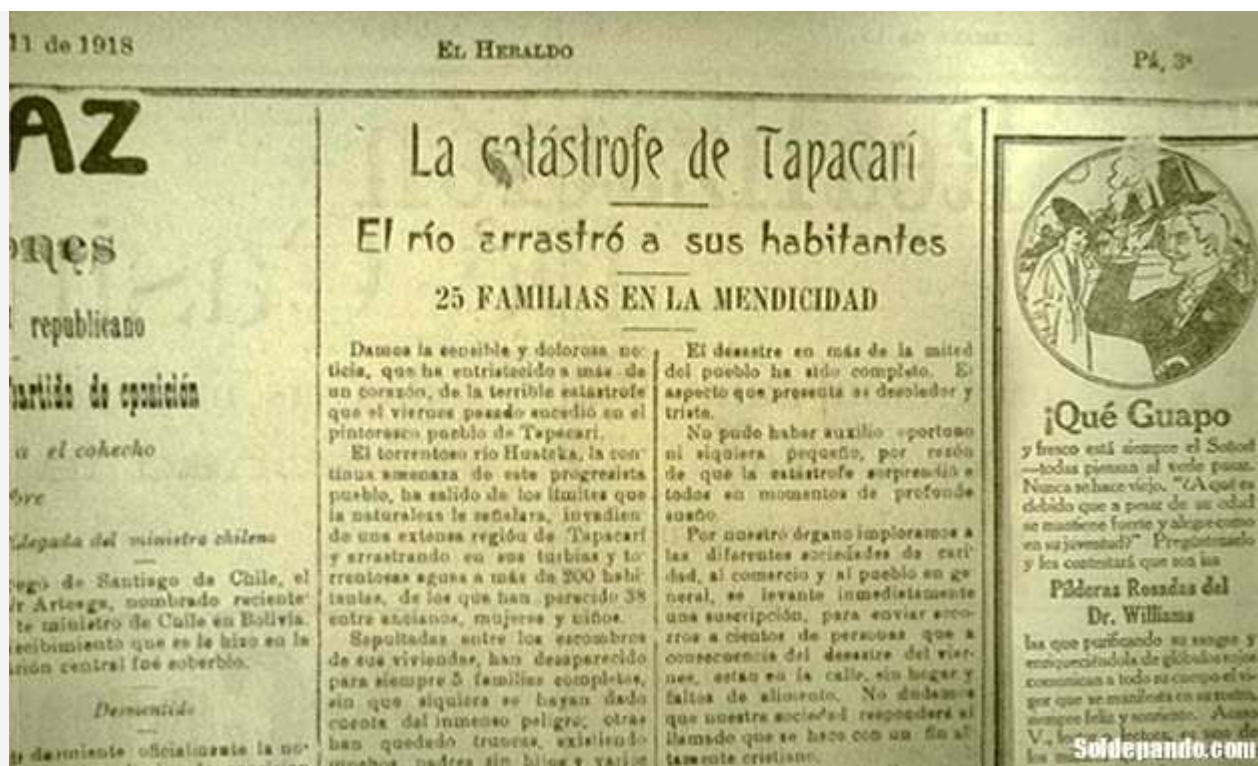 11 de 1918
EL HERALDO
Pá, 3ª
AZ
ones
republicano
partido de oposición
a el cohecho
bre
legada del ministro chileno
egó de Santiago de Chile, el
r Arteaga, nombrado reciente-
te ministro de Chile en Bolivia.
recibimiento que se le hizo en la
ación central fué soberbio.
Desmentido
desmiente oficialmente la no-
La catástrofe de Tapacarí
El río arrastró a sus habitantes
25 FAMILIAS EN LA MENDICIDAD
Damos la sensible y dolorosa no-
ticia, que ha entristecido a más de
un corazón, de la terrible catástrofe
que el viernes pasado sucedió en el
pintoresco pueblo de Tapacarí.
El torrentoso río Huateka, la con-
tinua amenaza de este progresista
pueblo, ha salido de los límites que
la naturaleza le señalara, invadien-
do una extensa región de Tapacarí
y arrastrando en sus turbias y to-
rrentosas aguas a más de 200 habi-
tantes, de los que han perecido 38
entre ancianos, mujeres y niños.
Sepultadas entre los escombros
de sus viviendas, han desaparecido
para siempre 5 familias completas,
sin que siquiera se hayan dado
cuenta del inmenso peligro; otras
han quedado truncas, existiendo
muchos padres sin hijos y varios
El desastre en más de la mitad
del pueblo ha sido completo. El
aspecto que presenta es desolador y
triste.
No pudo haber auxilio oportuno
ni siquiera pequeño, por razón
de que la catástrofe sorprendió a
todos en momentos de profundo
sueño.
Por nuestro órgano imploramos a
las diferentes sociedades de cari-
dad, al comercio y al pueblo en ge-
neral, se levante inmediatamente
una suscripción, para enviar soco-
rros a cientos de personas que a
consecuencia del desastre del vier-
nes, estan en la calle, sin hogar y
faltos de alimento. No dudamos
que nuestra sociedad responderá al
llamado que se hace con un fin al-
tamente cristiano.
¡Qué Guapo
y fresco está siempre el Señor!
—todas piensan al verle pasar.
Nunca se hace viejo. "¿A qué es
debido que a pesar de su edad
se mantiene fuerte y alegre como
en su juventud?" Pregúntenselo
y les contestará que son las
Píldoras Rosadas del
Dr. Williams
las que purificando su sangre y
enriqueciéndola de glóbulos rojos
comunican a todo su cuerpo el vi-
gor que se manifiesta en su rostro,
siempre feliz y sonriente.
Soldepando.com